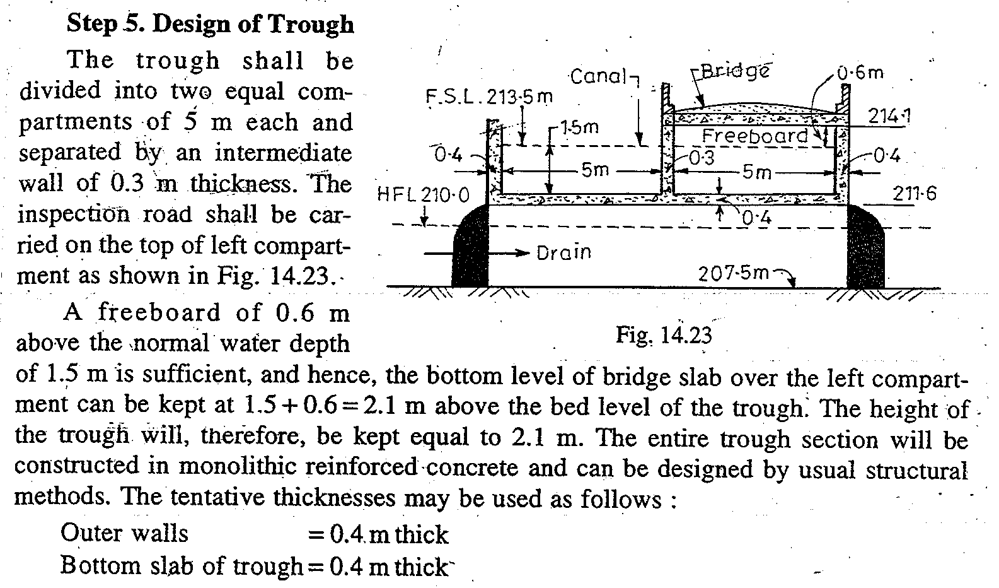 Step 5. Design of Trough
The trough shall be
divided into two equal com-
partments of 5 m each and
separated by an intermediate
wall of 0.3 m thickness. The
inspection road shall be car-
ried on the top of left compart-
ment as shown in Fig. 14.23.
A freeboard of 0.6 m
above the normal water depth
of 1.5 m is sufficient, and hence, the bottom level of bridge slab over the left compart-
ment can be kept at 1.5 + 0.6 = 2.1 m above the bed level of the trough. The height of
the trough will, therefore, be kept equal to 2.1 m. The entire trough section will be
constructed in monolithic reinforced concrete and can be designed by usual structural
methods. The tentative thicknesses may be used as follows :
Outer walls = 0.4 m thick
Bottom slab of trough = 0.4 m thick
Canal
Bridge
0.6m
F.S.L. 213.5m
214.1
1.5m
Freeboard
0.4
0.3
0.4
5m
5m
HFL 210.0
211.6
0.4
Drain
207.5m
Fig. 14.23